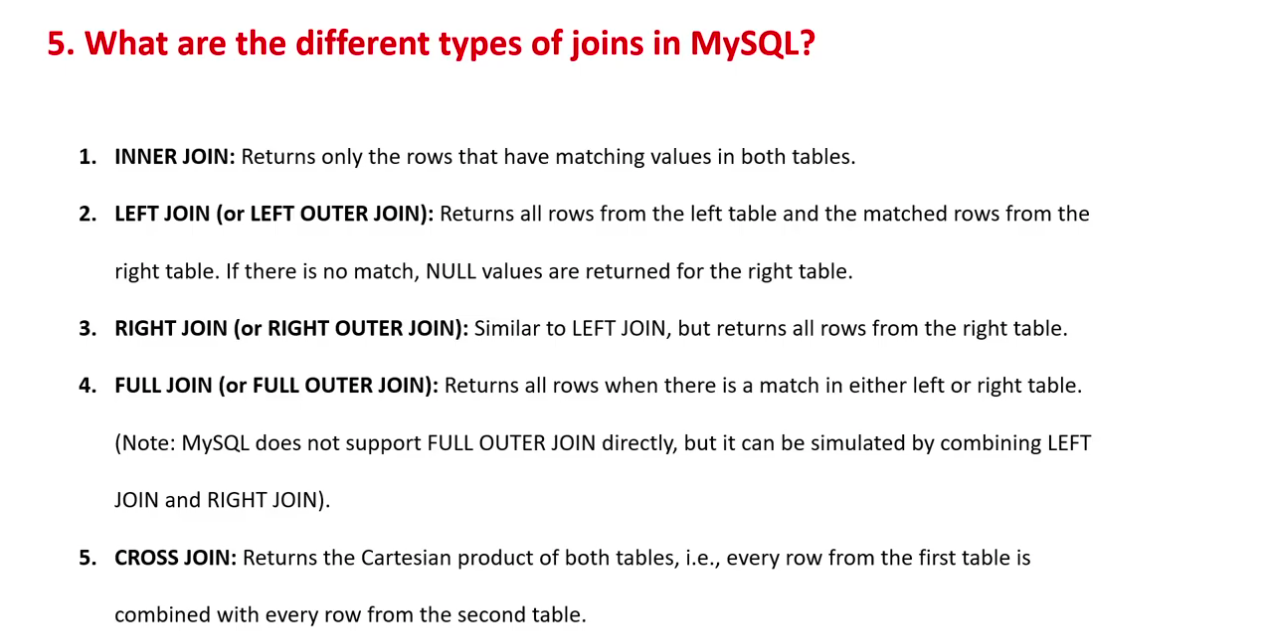 5. What are the different types of joins in MySQL?
1. INNER JOIN: Returns only the rows that have matching values in both tables.
2. LEFT JOIN (or LEFT OUTER JOIN): Returns all rows from the left table and the matched rows from the
right table. If there is no match, NULL values are returned for the right table.
3. RIGHT JOIN (or RIGHT OUTER JOIN): Similar to LEFT JOIN, but returns all rows from the right table.
4. FULL JOIN (or FULL OUTER JOIN): Returns all rows when there is a match in either left or right table.
(Note: MySQL does not support FULL OUTER JOIN directly, but it can be simulated by combining LEFT
JOIN and RIGHT JOIN).
5. CROSS JOIN: Returns the Cartesian product of both tables, i.e., every row from the first table is
combined with every row from the second table.